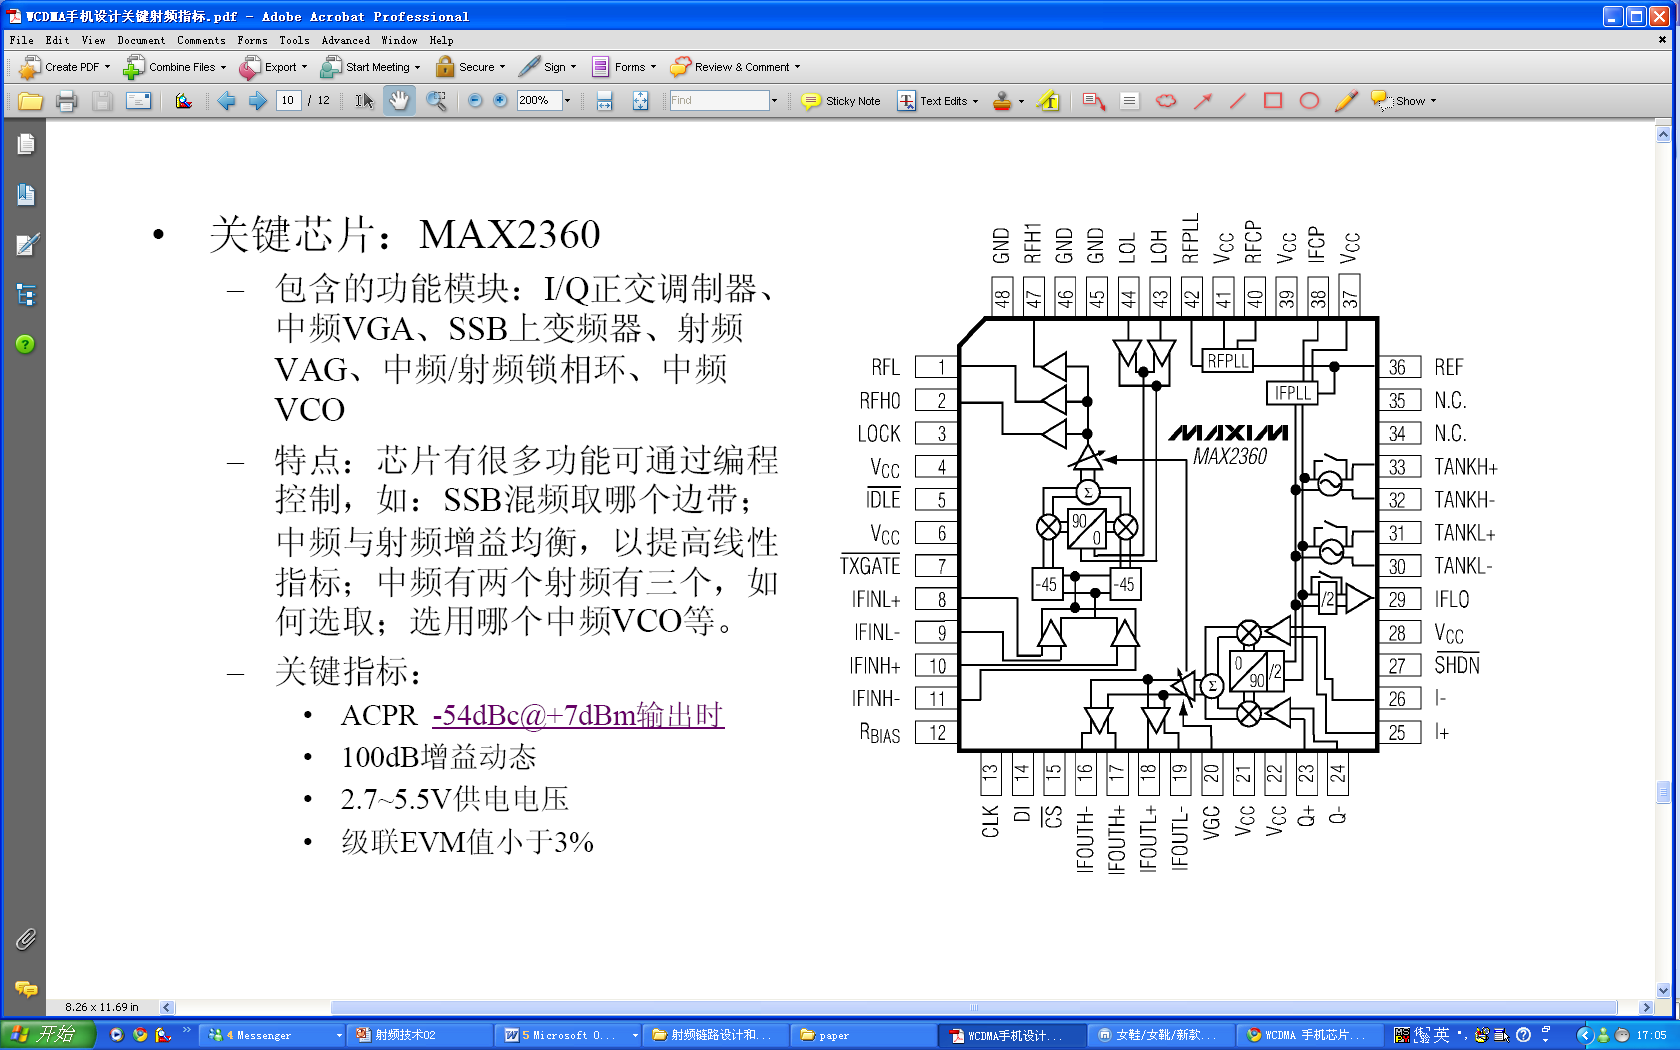 WCDMA手机设计关键射频指标.pdf - Adobe Acrobat Professional
File Edit View Document Comments Forms Tools Advanced Window Help
Create PDF Combine Files Export Start Meeting Secure Sign Forms Review & Comment
10 / 12 200% Find Sticky Note Text Edits Show
• 关键芯片：MAX2360
– 包含的功能模块：I/Q正交调制器、
中频VGA、SSB上变频器、射频
VAG、中频/射频锁相环、中频
VCO
– 特点：芯片有很多功能可通过编程
控制，如：SSB混频取哪个边带；
中频与射频增益均衡，以提高线性
指标；中频有两个射频有三个，如
何选取；选用哪个中频VCO等。
– 关键指标：
• ACPR -54dBc@+7dBm输出时
• 100dB增益动态
• 2.7~5.5V供电电压
• 级联EVM值小于3%
GND RFH1 GND GND LOL LOH RFPLL VCC RFCP VCC IFCP VCC
48 47 46 45 44 43 42 41 40 39 38 37
RFL 1
RFH0 2
LOCK 3
VCC 4
IDLE 5
VCC 6
TXGATE 7
IFINL+ 8
IFINL- 9
IFINH+ 10
IFINH- 11
RBIAS 12
RFPLL
IFPLL
MAXIM
MAX2360
Σ
90 0
-45 -45
/2
0 90 /2
Σ
36 REF
35 N.C.
34 N.C.
33 TANKH+
32 TANKH-
31 TANKL+
30 TANKL-
29 IFLO
28 VCC
27 SHDN
26 I-
25 I+
13 14 15 16 17 18 19 20 21 22 23 24
CLK DI CS IFOUTH- IFOUTH+ IFOUTL+ IFOUTL- VGC VCC VCC Q+ Q-
8.26 x 11.69 in
开始 4 Messenger 射频技术02 5 Microsoft O... 射频链路设计和... paper WCDMA手机设计... 女鞋/女靴/新款... WCDMA 手机芯片... 英 17:05